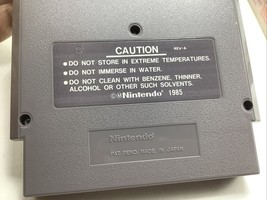 CAUTION
REV-A
• DO NOT STORE IN EXTREME TEMPERATURES.
• DO NOT IMMERSE IN WATER.
• DO NOT CLEAN WITH BENZENE, THINNER,
ALCOHOL OR OTHER SUCH SOLVENTS.
©Ⓜ Nintendo 1985
Nintendo
PAT. PEND. MADE IN JAPAN